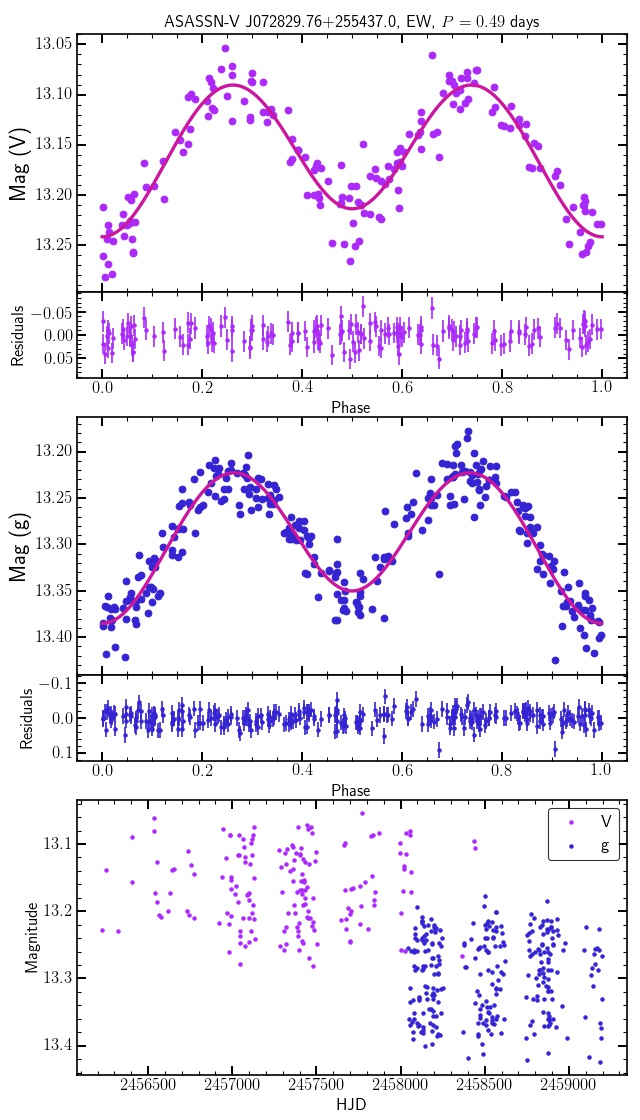 ASASSN-V J072829.76+255437.0, EW, P = 0.49 days
13.05
13.10
13.15
13.20
13.25
Mag (V)
−0.05
0.00
0.05
Residuals
0.0 0.2 0.4 0.6 0.8 1.0
Phase
13.20
13.25
13.30
13.35
13.40
Mag (g)
−0.1
0.0
0.1
Residuals
0.0 0.2 0.4 0.6 0.8 1.0
Phase
V
g
13.1
13.2
13.3
13.4
Magnitude
2456500 2457000 2457500 2458000 2458500 2459000
HJD